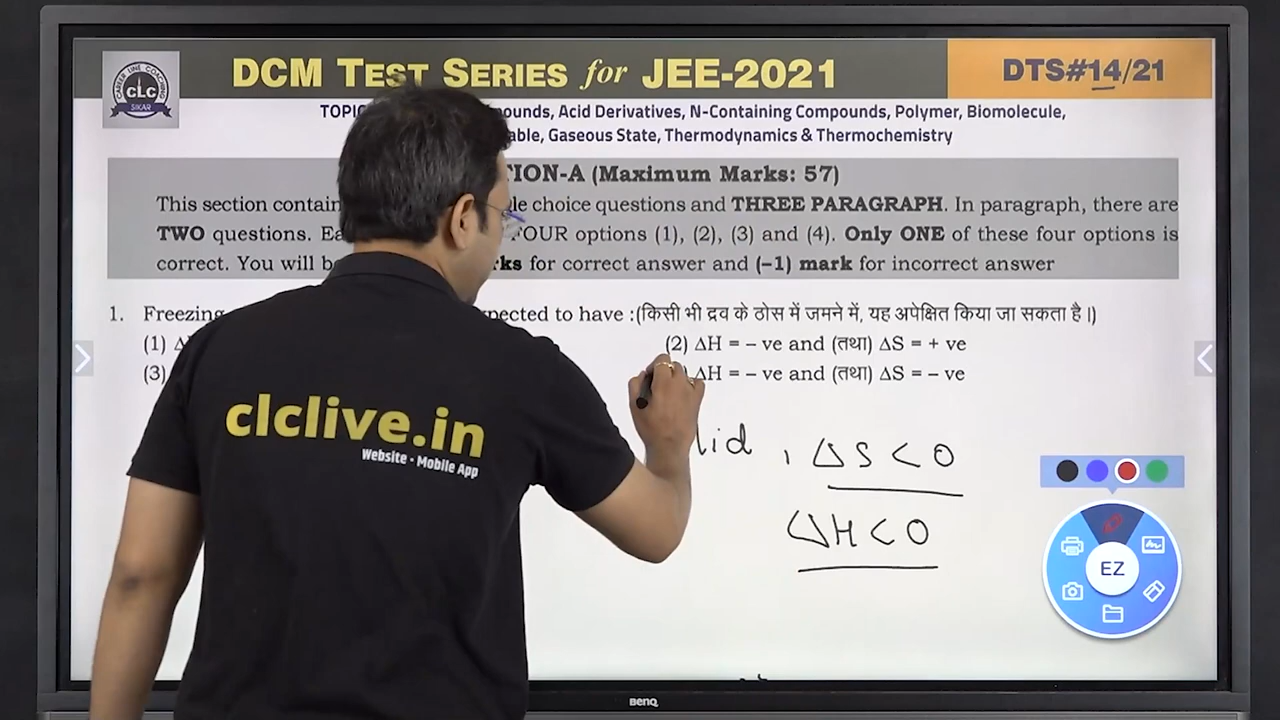 DCM TEST SERIES for JEE-2021
DTS#14/21
CAREER LINE COACHING
CLC
SIKAR
ounds, Acid Derivatives, N-Containing Compounds, Polymer, Biomolecule,
able, Gaseous State, Thermodynamics & Thermochemistry
TION-A (Maximum Marks: 57)
This section contain le choice questions and THREE PARAGRAPH. In paragraph, there are
TWO questions. FOUR options (1), (2), (3) and (4). Only ONE of these four options is
correct. You will b rks for correct answer and (–1) mark for incorrect answer
1. Freezing pected to have : (किसी भी द्रव के ठोस में जमने में, यह अपेक्षित किया जा सकता है।)
(1) (2) ΔH = – ve and (तथा) ΔS = + ve
(3) ΔH = – ve and (तथा) ΔS = – ve
lid , ΔS < 0
ΔH < 0
EZ
clclive.in
Website • Mobile App
BenQ